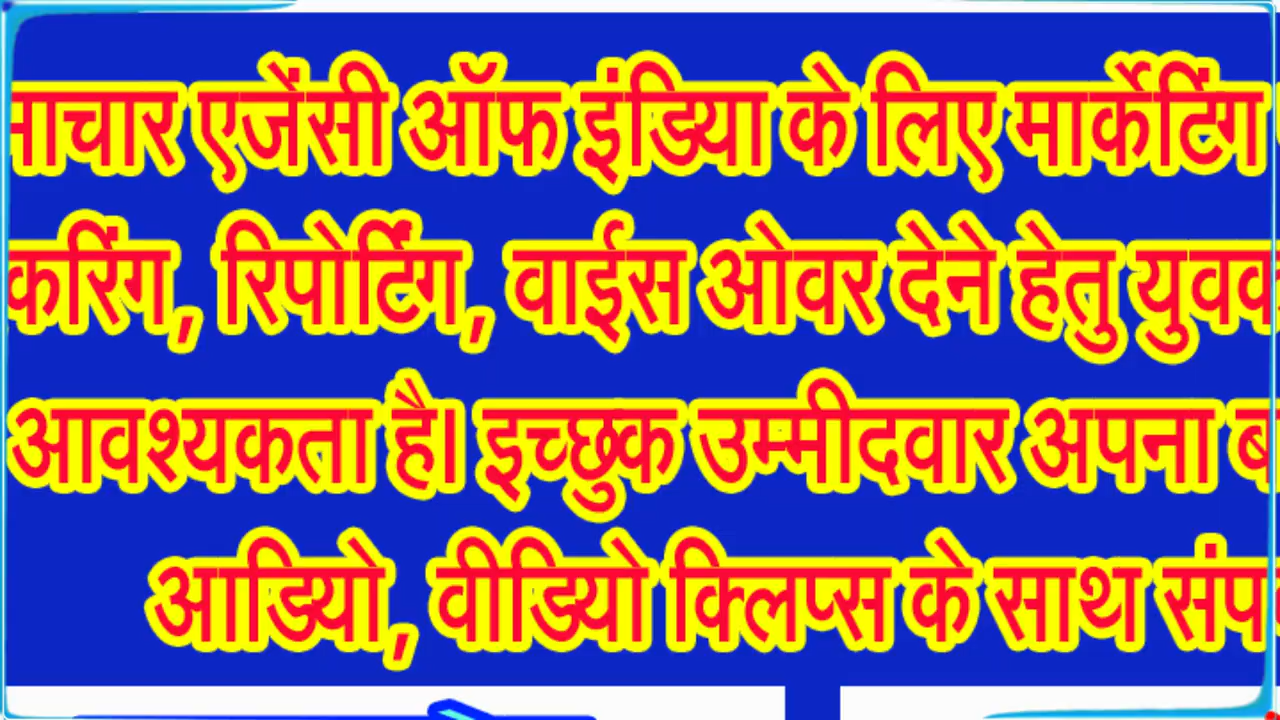 माचार एजेंसी ऑफ इंडिया के लिए मार्केटिंग
करिंग, रिपोर्टिंग, वाईस ओवर देने हेतु युवक
आवश्यकता है। इच्छुक उम्मीदवार अपना
आडियो, वीडियो क्लिप्स के साथ संप